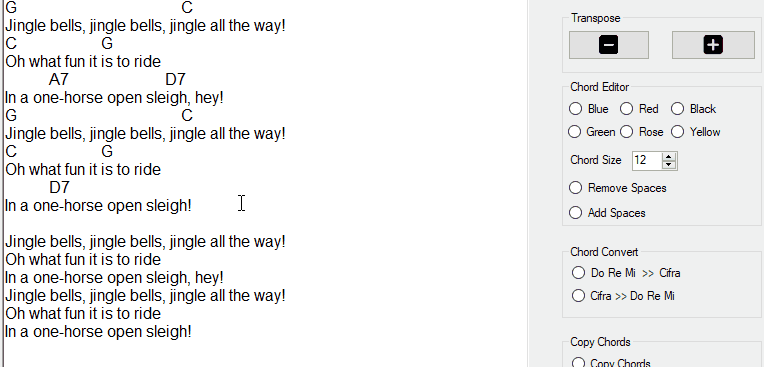 G C
Jingle bells, jingle bells, jingle all the way!
C G
Oh what fun it is to ride
A7 D7
In a one-horse open sleigh, hey!
G C
Jingle bells, jingle bells, jingle all the way!
C G
Oh what fun it is to ride
D7
In a one-horse open sleigh!
Jingle bells, jingle bells, jingle all the way!
Oh what fun it is to ride
In a one-horse open sleigh, hey!
Jingle bells, jingle bells, jingle all the way!
Oh what fun it is to ride
In a one-horse open sleigh!
Transpose
Chord Editor
Blue Red Black
Green Rose Yellow
Chord Size 12
Remove Spaces
Add Spaces
Chord Convert
Do Re Mi >> Cifra
Cifra >> Do Re Mi
Copy Chords
Copy Chords